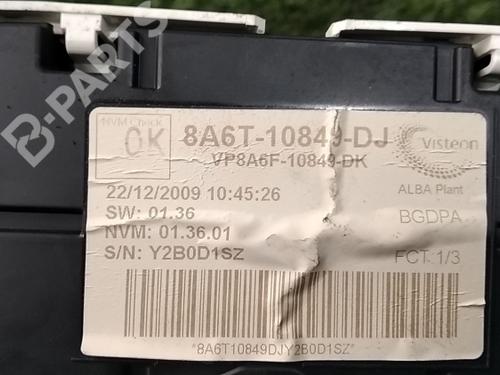 NVM Check
OK
8A6T-10849-DJ
VP8A6F-10849-DK
Visteon
22/12/2009 10:45:26
ALBA Plant
SW: 01.36
BGDPA
NVM: 01.36.01
S/N: Y2B0D1SZ
FCT 1/3
*8A6T10849DJY2B0D1SZ*
B-PARTS